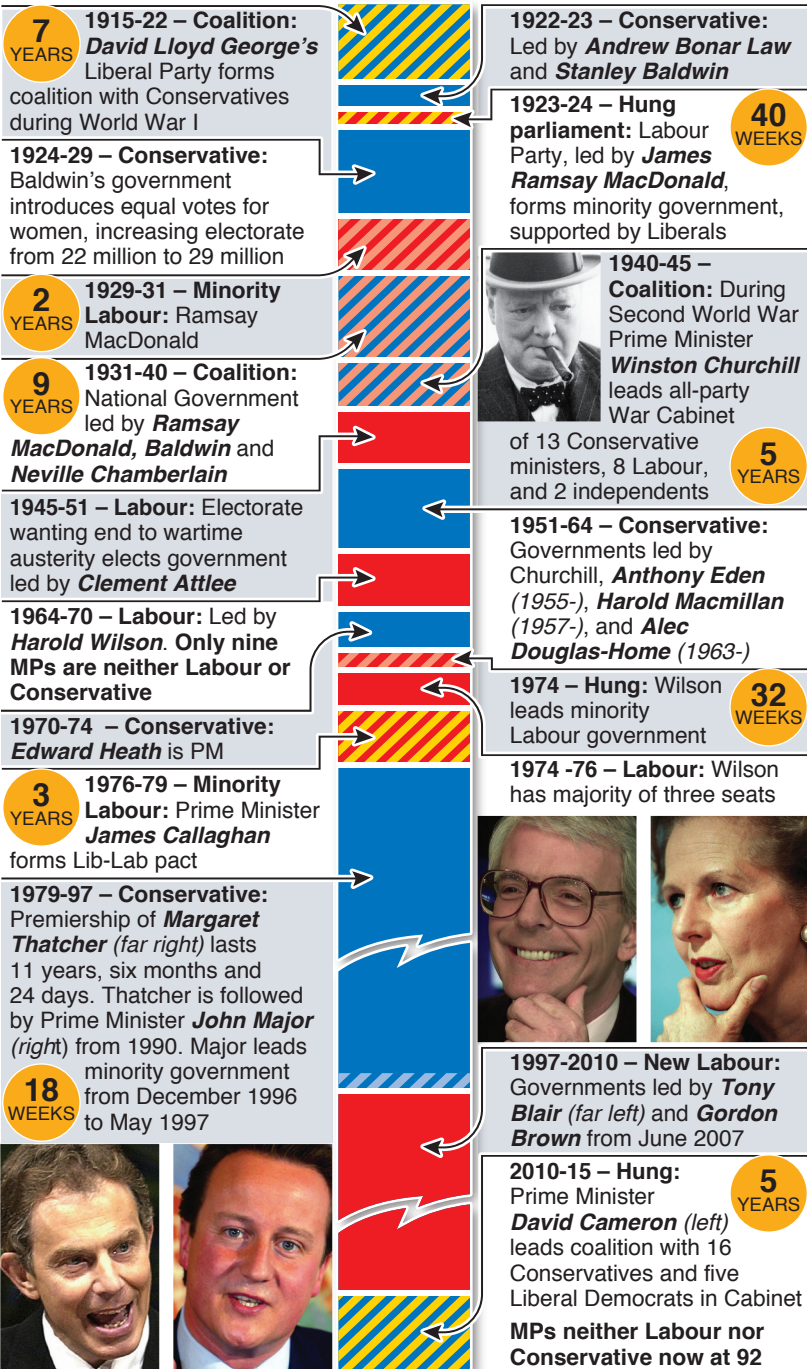 7
YEARS
1915-22 – Coalition:
David Lloyd George's
Liberal Party forms
coalition with Conservatives
during World War I
1922-23 – Conservative:
Led by Andrew Bonar Law
and Stanley Baldwin
1923-24 – Hung
parliament: Labour
Party, led by James
Ramsay MacDonald,
forms minority government,
supported by Liberals
40
WEEKS
1924-29 – Conservative:
Baldwin's government
introduces equal votes for
women, increasing electorate
from 22 million to 29 million
2
YEARS
1929-31 – Minority
Labour: Ramsay
MacDonald
9
YEARS
1931-40 – Coalition:
National Government
led by Ramsay
MacDonald, Baldwin and
Neville Chamberlain
1940-45 –
Coalition: During
Second World War
Prime Minister
Winston Churchill
leads all-party
War Cabinet
of 13 Conservative
ministers, 8 Labour,
and 2 independents
5
YEARS
1945-51 – Labour: Electorate
wanting end to wartime
austerity elects government
led by Clement Attlee
1951-64 – Conservative:
Governments led by
Churchill, Anthony Eden
(1955-), Harold Macmillan
(1957-), and Alec
Douglas-Home (1963-)
1964-70 – Labour: Led by
Harold Wilson. Only nine
MPs are neither Labour or
Conservative
1970-74 – Conservative:
Edward Heath is PM
1974 – Hung: Wilson
leads minority
Labour government
32
WEEKS
1974 -76 – Labour: Wilson
has majority of three seats
3
YEARS
1976-79 – Minority
Labour: Prime Minister
James Callaghan
forms Lib-Lab pact
1979-97 – Conservative:
Premiership of Margaret
Thatcher (far right) lasts
11 years, six months and
24 days. Thatcher is followed
by Prime Minister John Major
(right) from 1990. Major leads
minority government
from December 1996
to May 1997
18
WEEKS
1997-2010 – New Labour:
Governments led by Tony
Blair (far left) and Gordon
Brown from June 2007
2010-15 – Hung:
Prime Minister
David Cameron (left)
leads coalition with 16
Conservatives and five
Liberal Democrats in Cabinet
5
YEARS
MPs neither Labour nor
Conservative now at 92